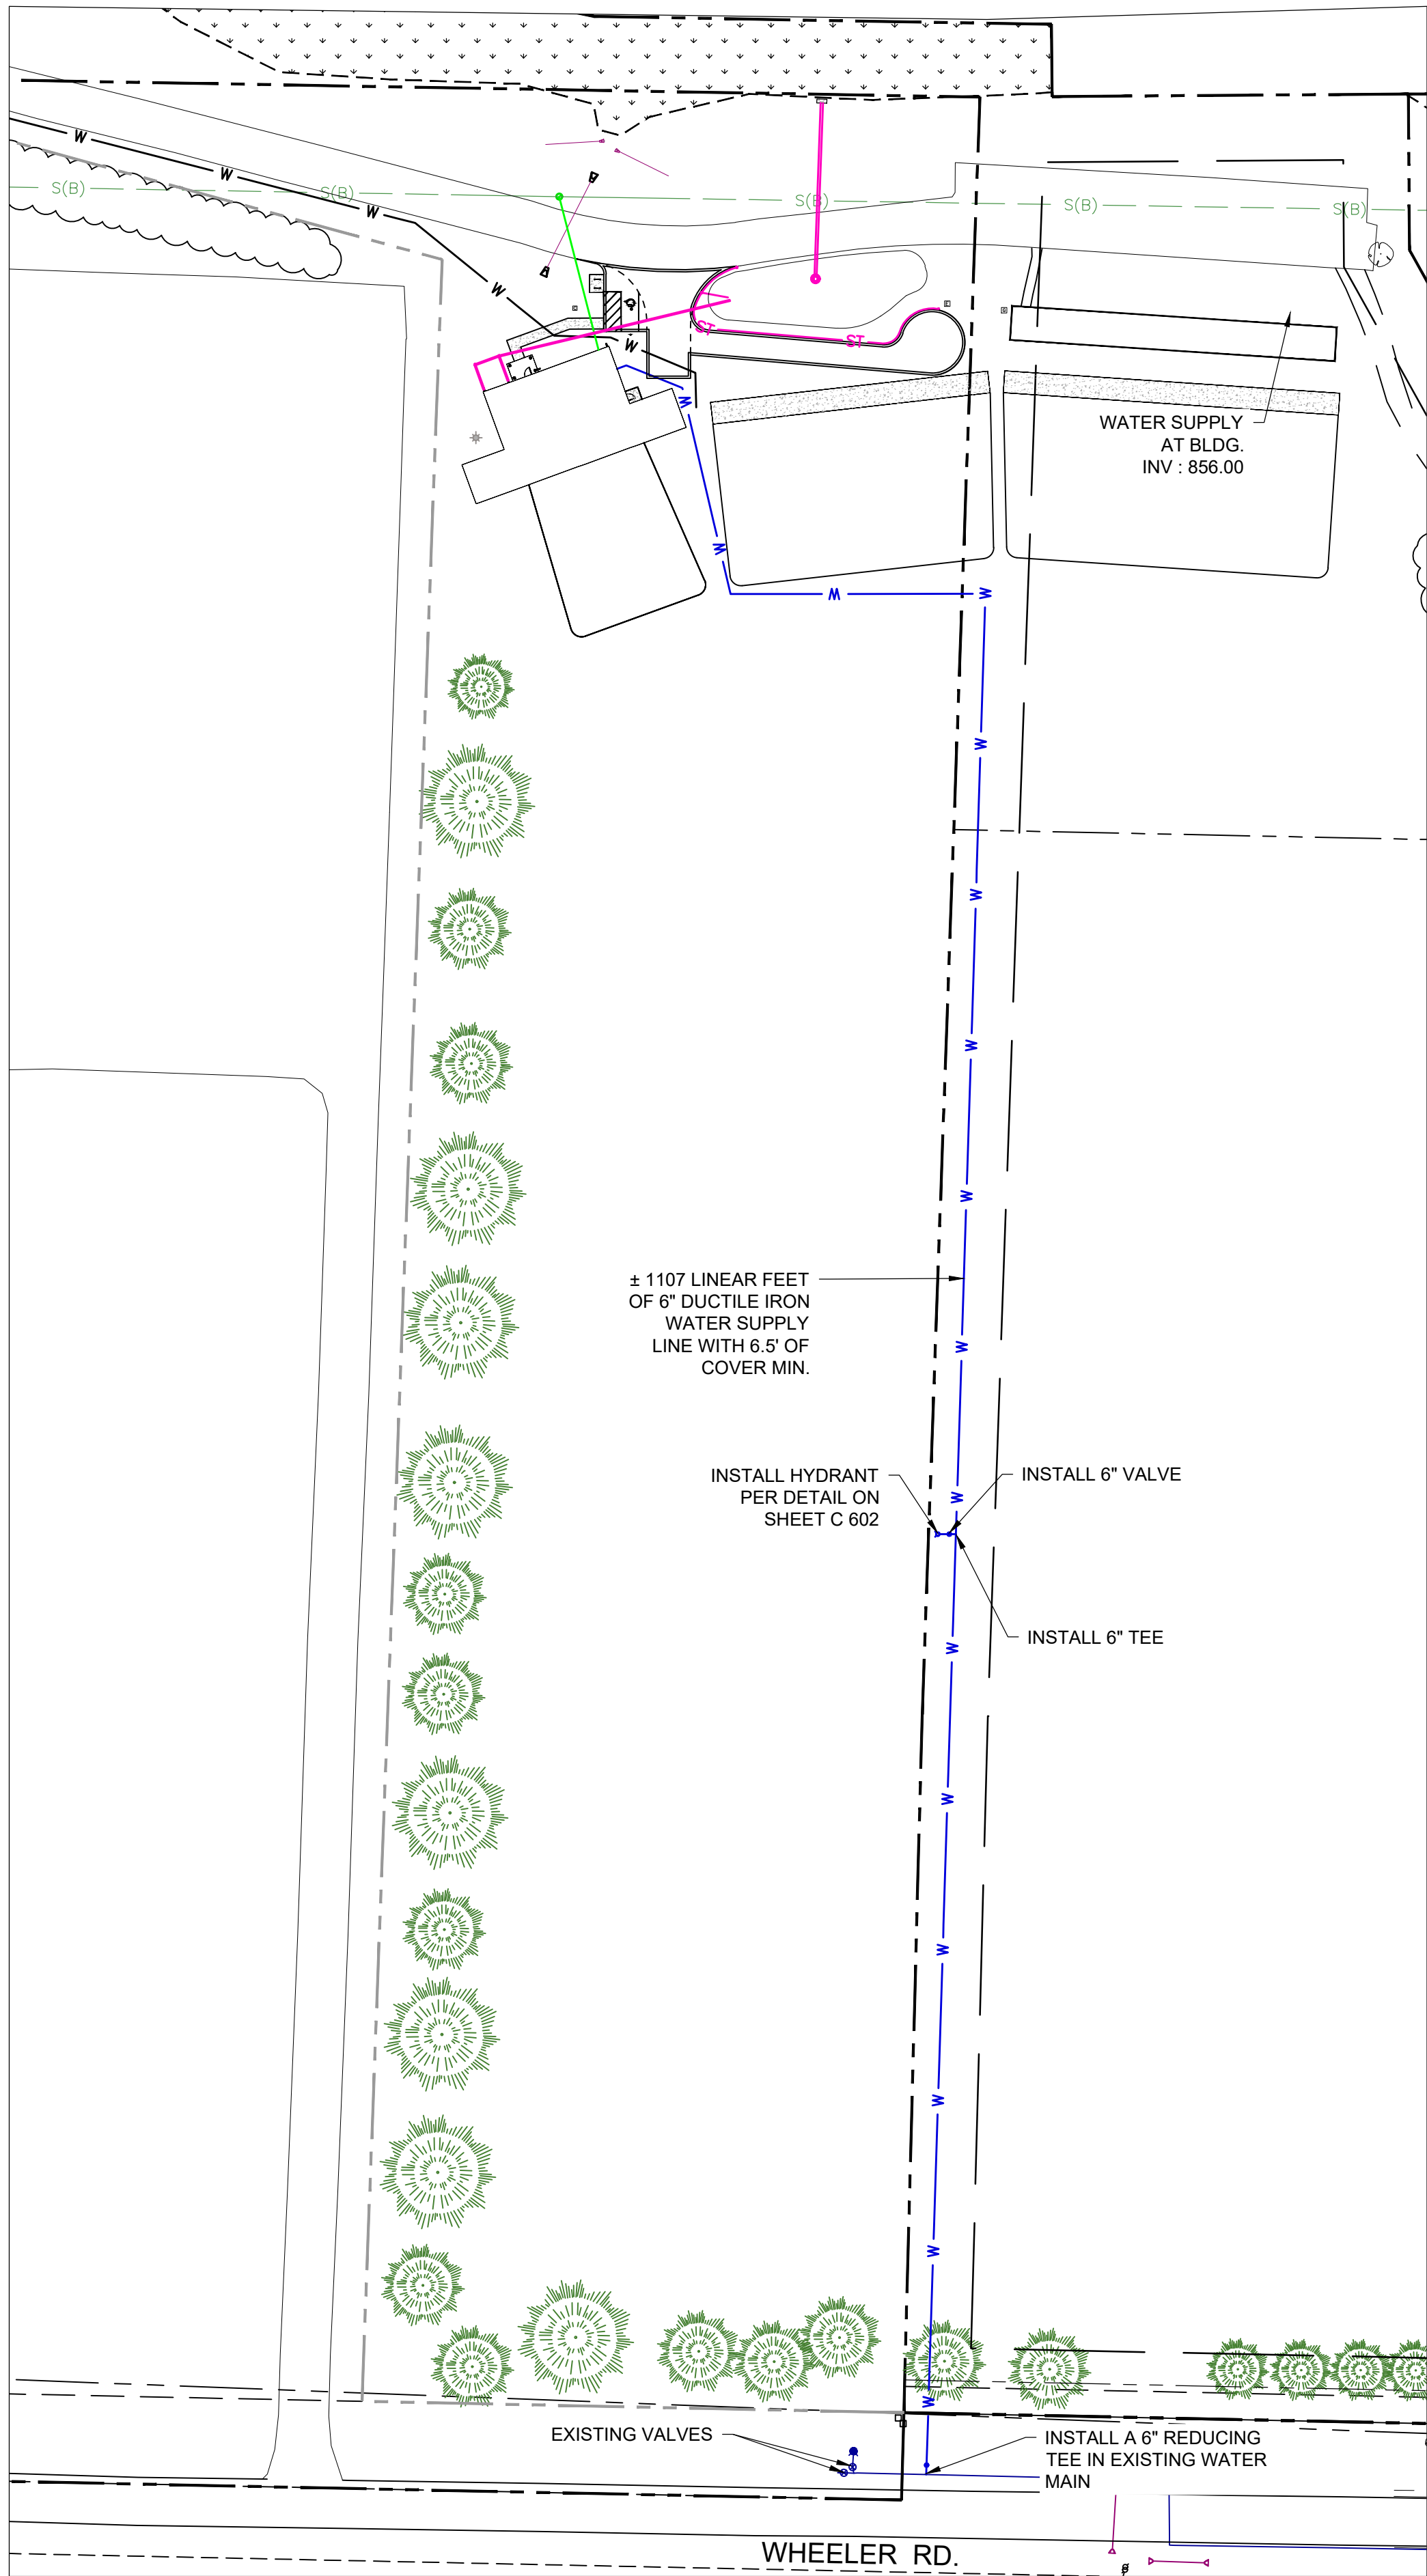 W
W
S(B)
S(B)
W
S(B)
S(B)
S(B)
W
ST
ST
W
W
WATER SUPPLY
AT BLDG.
INV : 856.00
W
W
W
W
W
W
W
± 1107 LINEAR FEET
OF 6" DUCTILE IRON
WATER SUPPLY
LINE WITH 6.5' OF
COVER MIN.
W
INSTALL HYDRANT
PER DETAIL ON
SHEET C 602
INSTALL 6" VALVE
W
INSTALL 6" TEE
W
W
W
W
W
W
EXISTING VALVES
INSTALL A 6" REDUCING
TEE IN EXISTING WATER
MAIN
WHEELER RD.